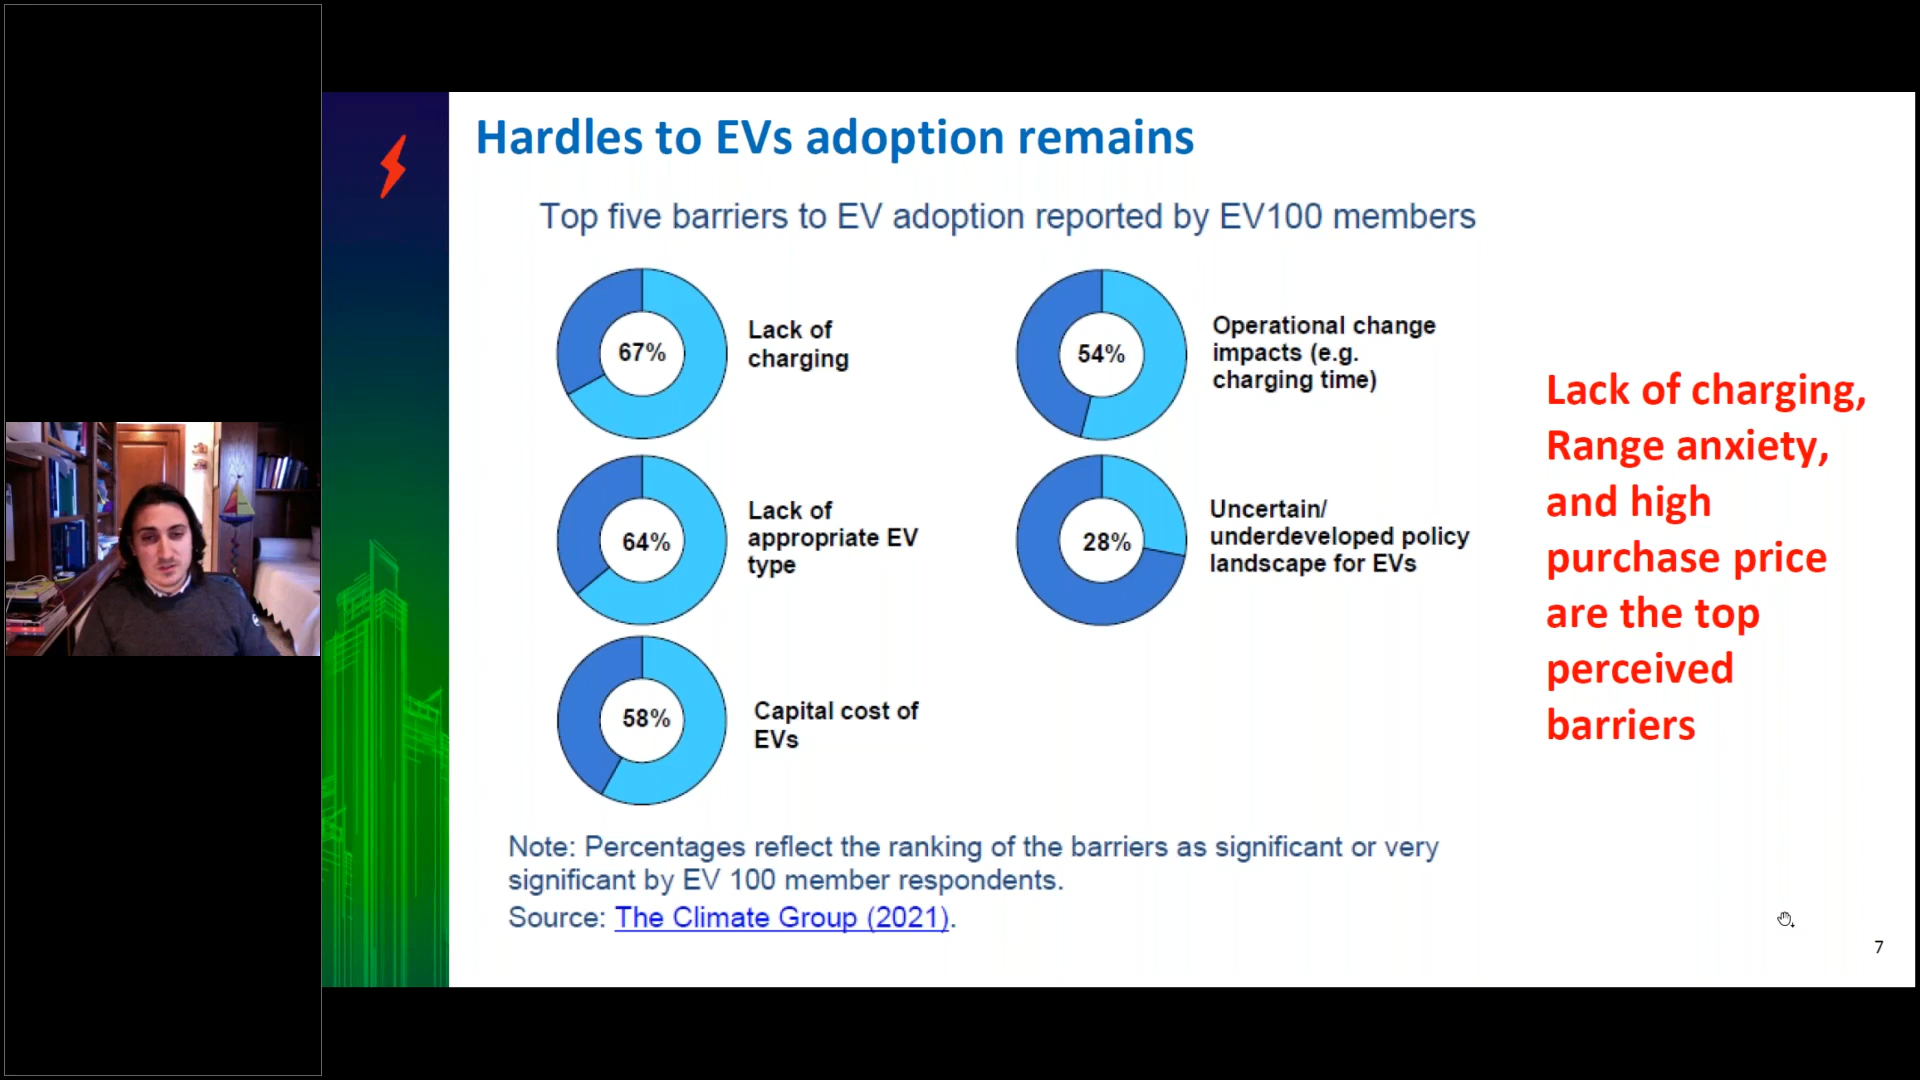 Hardles to EVs adoption remains
Top five barriers to EV adoption reported by EV100 members
67%
Lack of
charging
54%
Operational change
impacts (e.g.
charging time)
64%
Lack of
appropriate EV
type
28%
Uncertain/
underdeveloped policy
landscape for EVs
58%
Capital cost of
EVs
Lack of charging,
Range anxiety,
and high
purchase price
are the top
perceived
barriers
Note: Percentages reflect the ranking of the barriers as significant or very
significant by EV 100 member respondents.
Source: The Climate Group (2021).
7